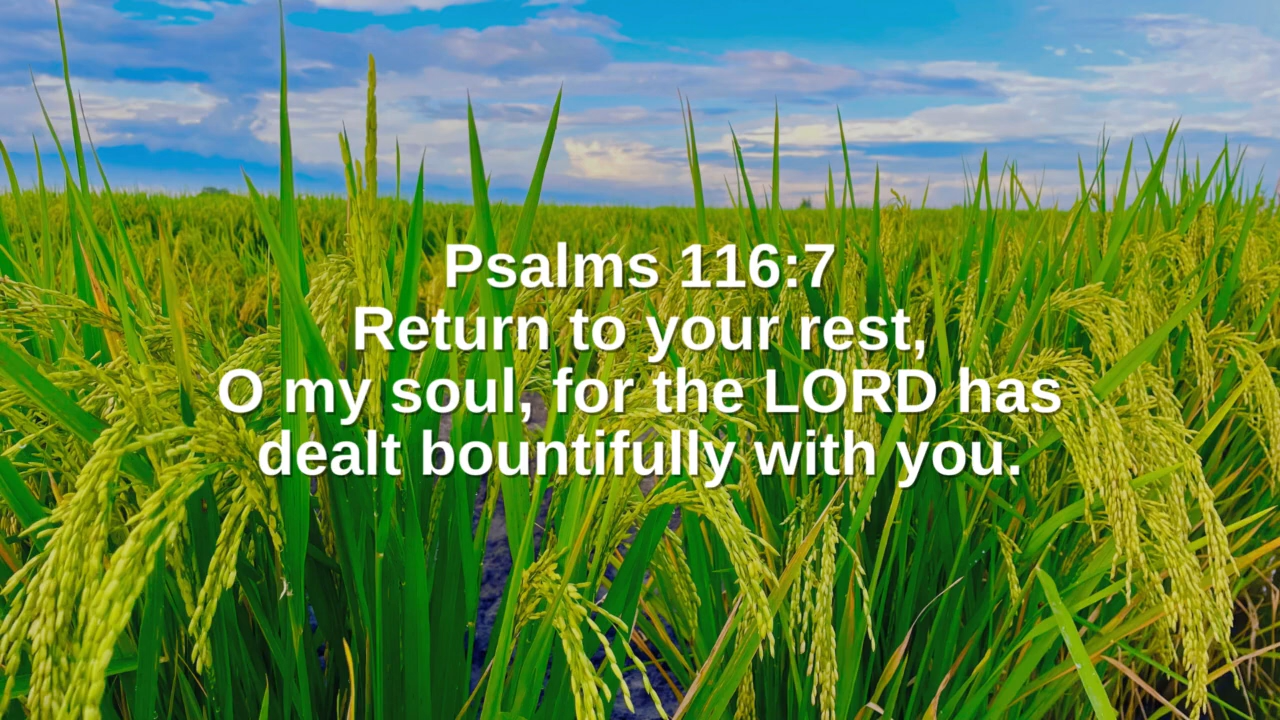 Psalms 116:7
Return to your rest,
O my soul, for the LORD has
dealt bountifully with you.